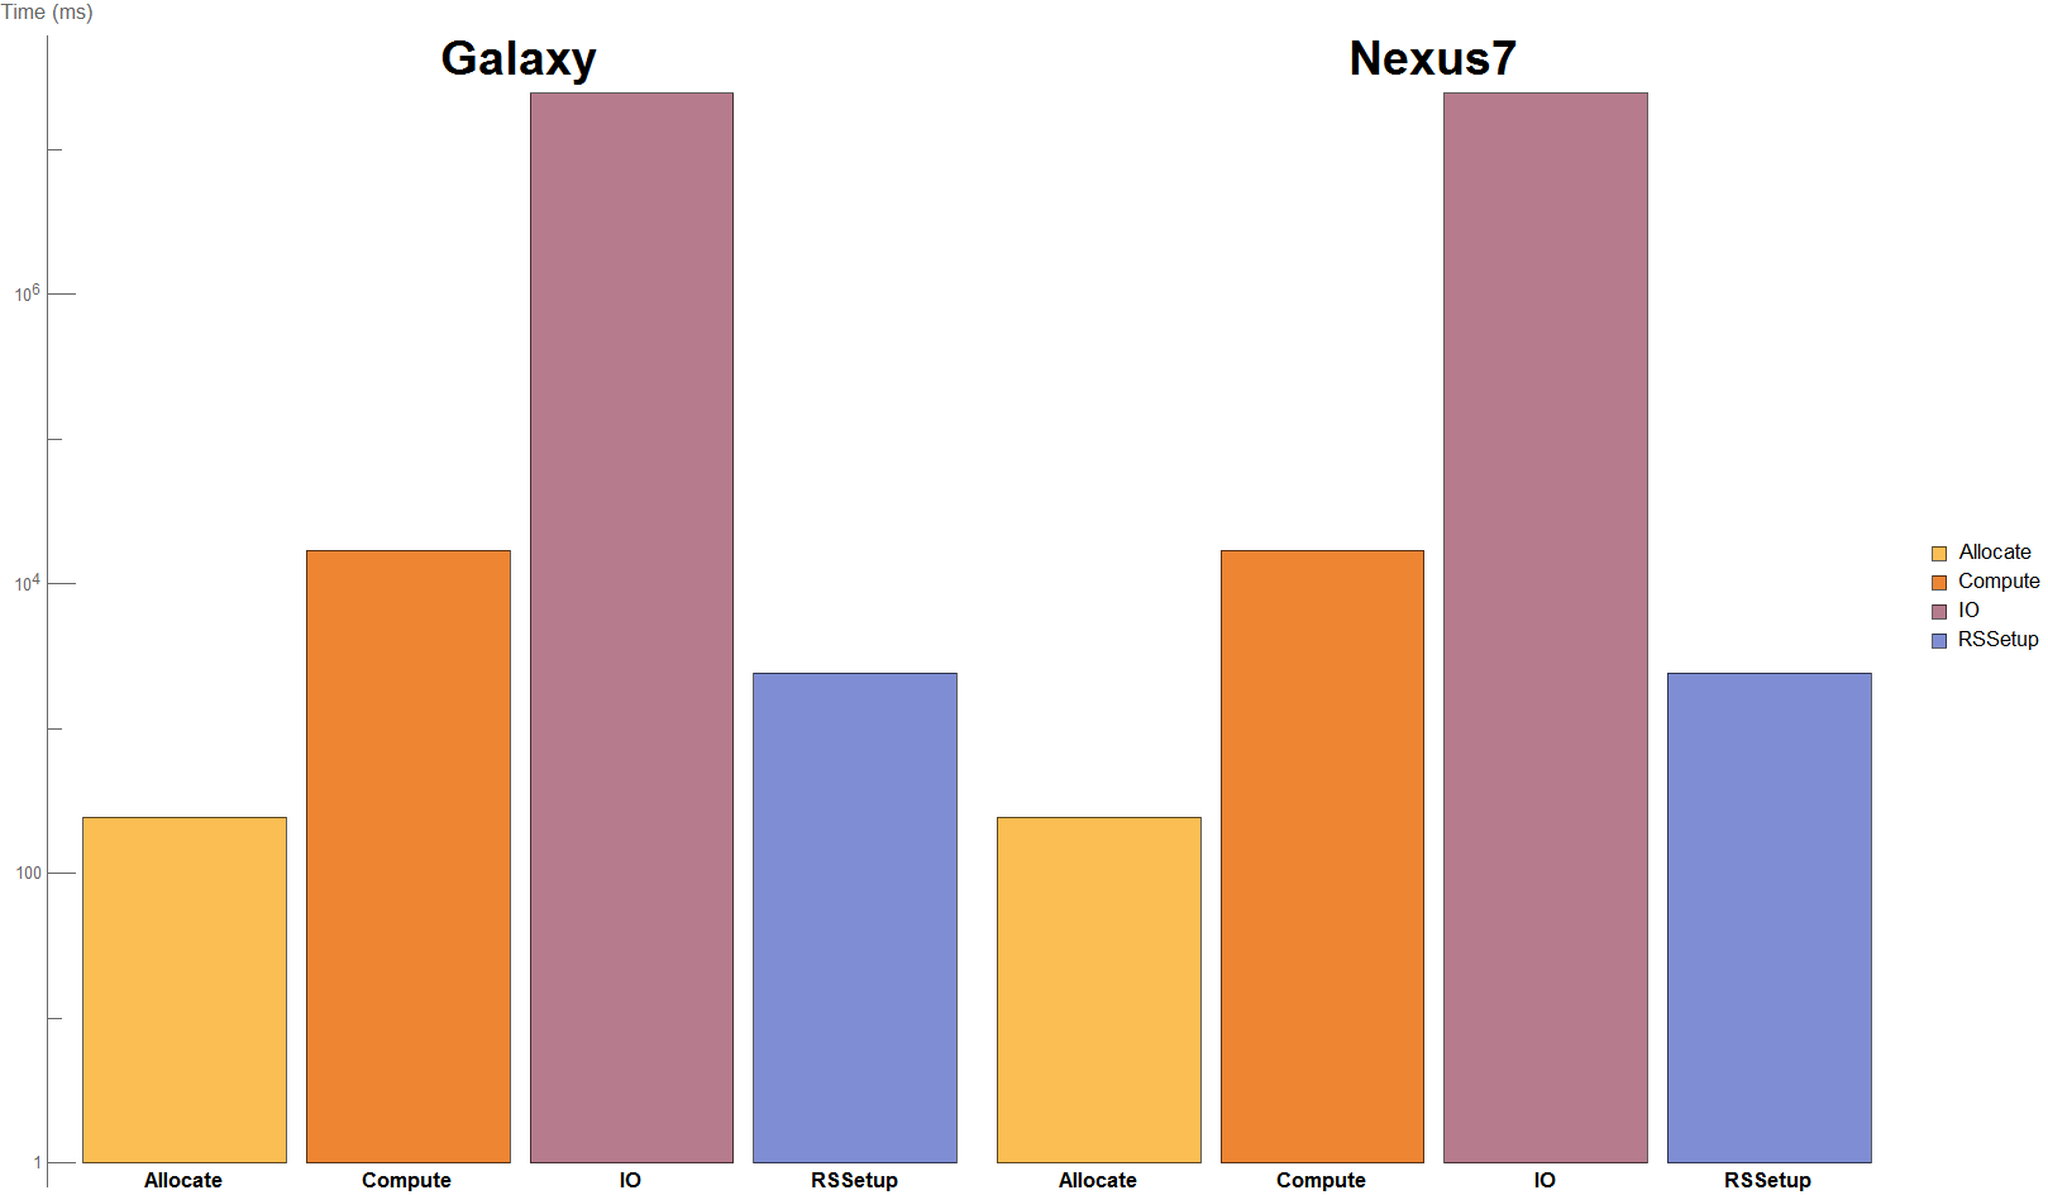 Time (ms)
Galaxy
Nexus7
10^6
10^4
100
1
Allocate
Compute
IO
RSSetup
Allocate
Compute
IO
RSSetup
Allocate
Compute
IO
RSSetup